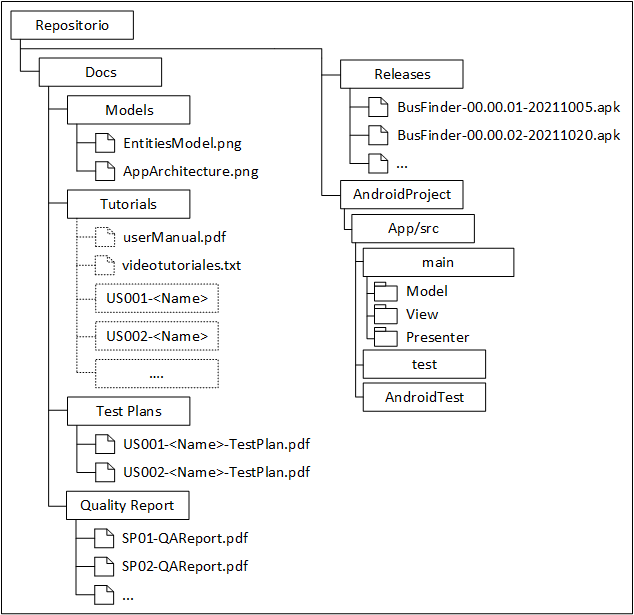 Repositorio
Docs
Models
EntitiesModel.png
AppArchitecture.png
Tutorials
userManual.pdf
videotutoriales.txt
US001-<Name>
US002-<Name>
....
Test Plans
US001-<Name>-TestPlan.pdf
US002-<Name>-TestPlan.pdf
Quality Report
SP01-QAReport.pdf
SP02-QAReport.pdf
...
Releases
BusFinder-00.00.01-20211005.apk
BusFinder-00.00.02-20211020.apk
...
AndroidProject
App/src
main
Model
View
Presenter
test
AndroidTest